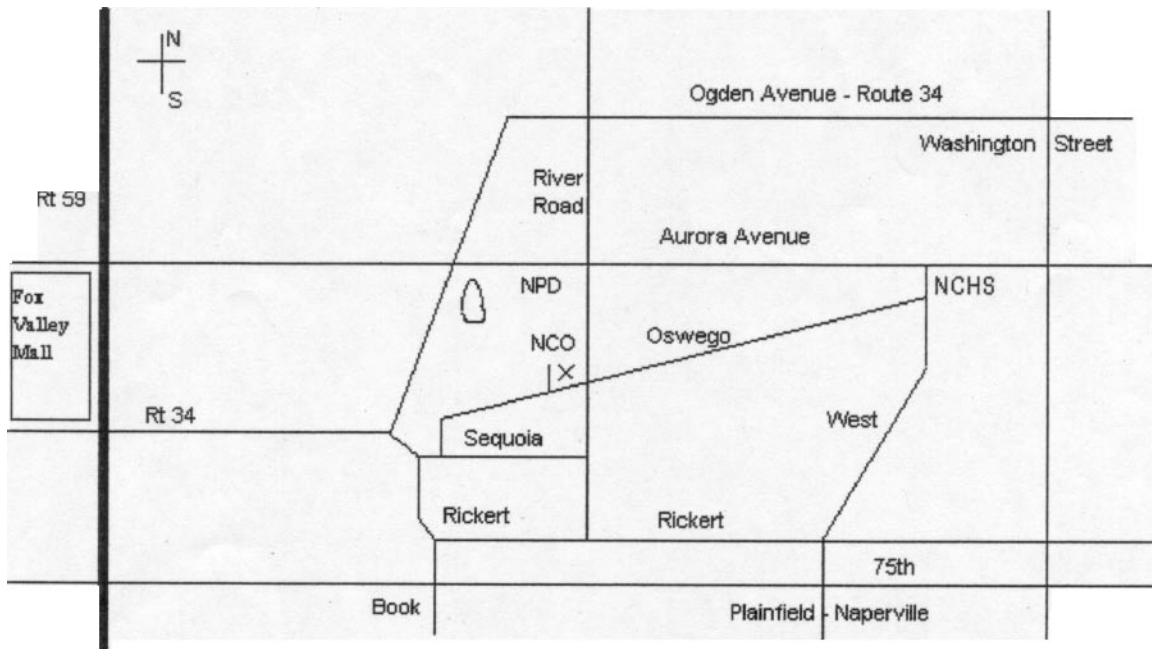 N
S
Ogden Avenue - Route 34
Washington Street
River
Road
Rt 59
Aurora Avenue
Fox
Valley
Mall
NPD
NCHS
NCO
Oswego
Rt 34
Sequoia
West
Rickert
Rickert
75th
Book
Plainfield - Naperville